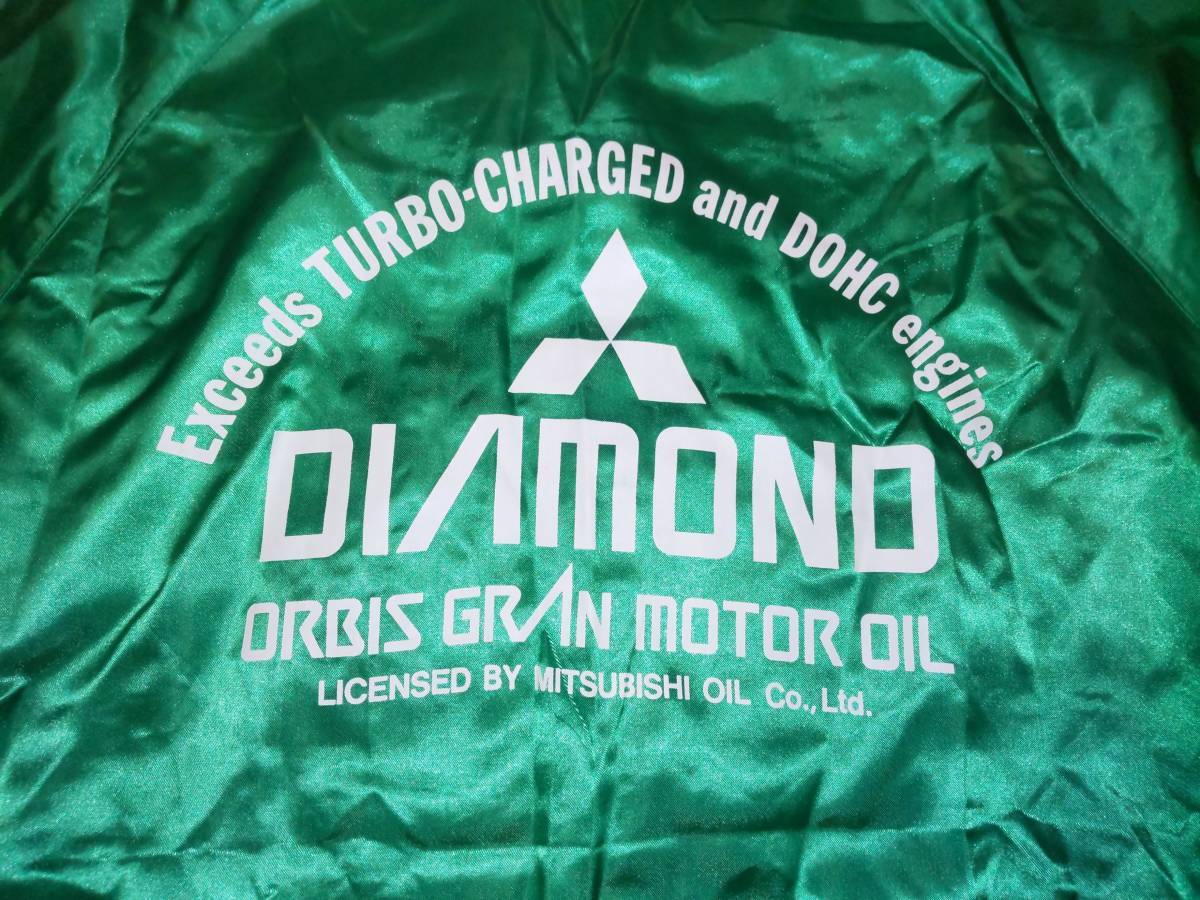 Exceeds TURBO-CHARGED and DOHC engines
DIAMOND
ORBIS GRAN MOTOR OIL
LICENSED BY MITSUBISHI OIL Co.,Ltd.